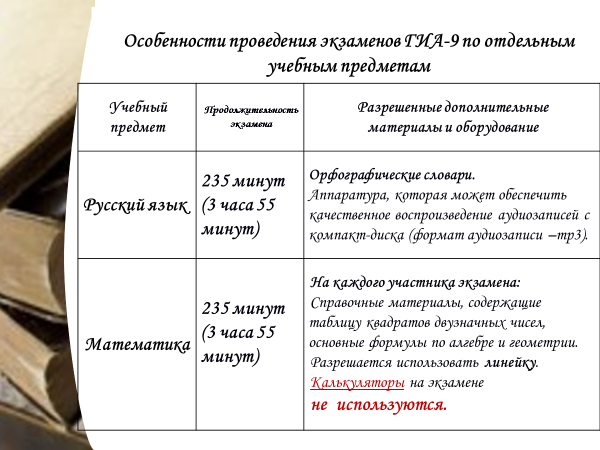 Особенности проведения экзаменов ГИА-9 по отдельным
учебным предметам
Учебный
предмет
Продолжительность
экзамена
Разрешенные дополнительные
материалы и оборудование
Русский язык
235 минут
(3 часа 55
минут)
Орфографические словари.
Аппаратура, которая может обеспечить
качественное воспроизведение аудиозаписей с
компакт-диска (формат аудиозаписи –mp3).
Математика
235 минут
(3 часа 55
минут)
На каждого участника экзамена:
Справочные материалы, содержащие
таблицу квадратов двузначных чисел,
основные формулы по алгебре и геометрии.
Разрешается использовать линейку.
Калькуляторы на экзамене
не используются.